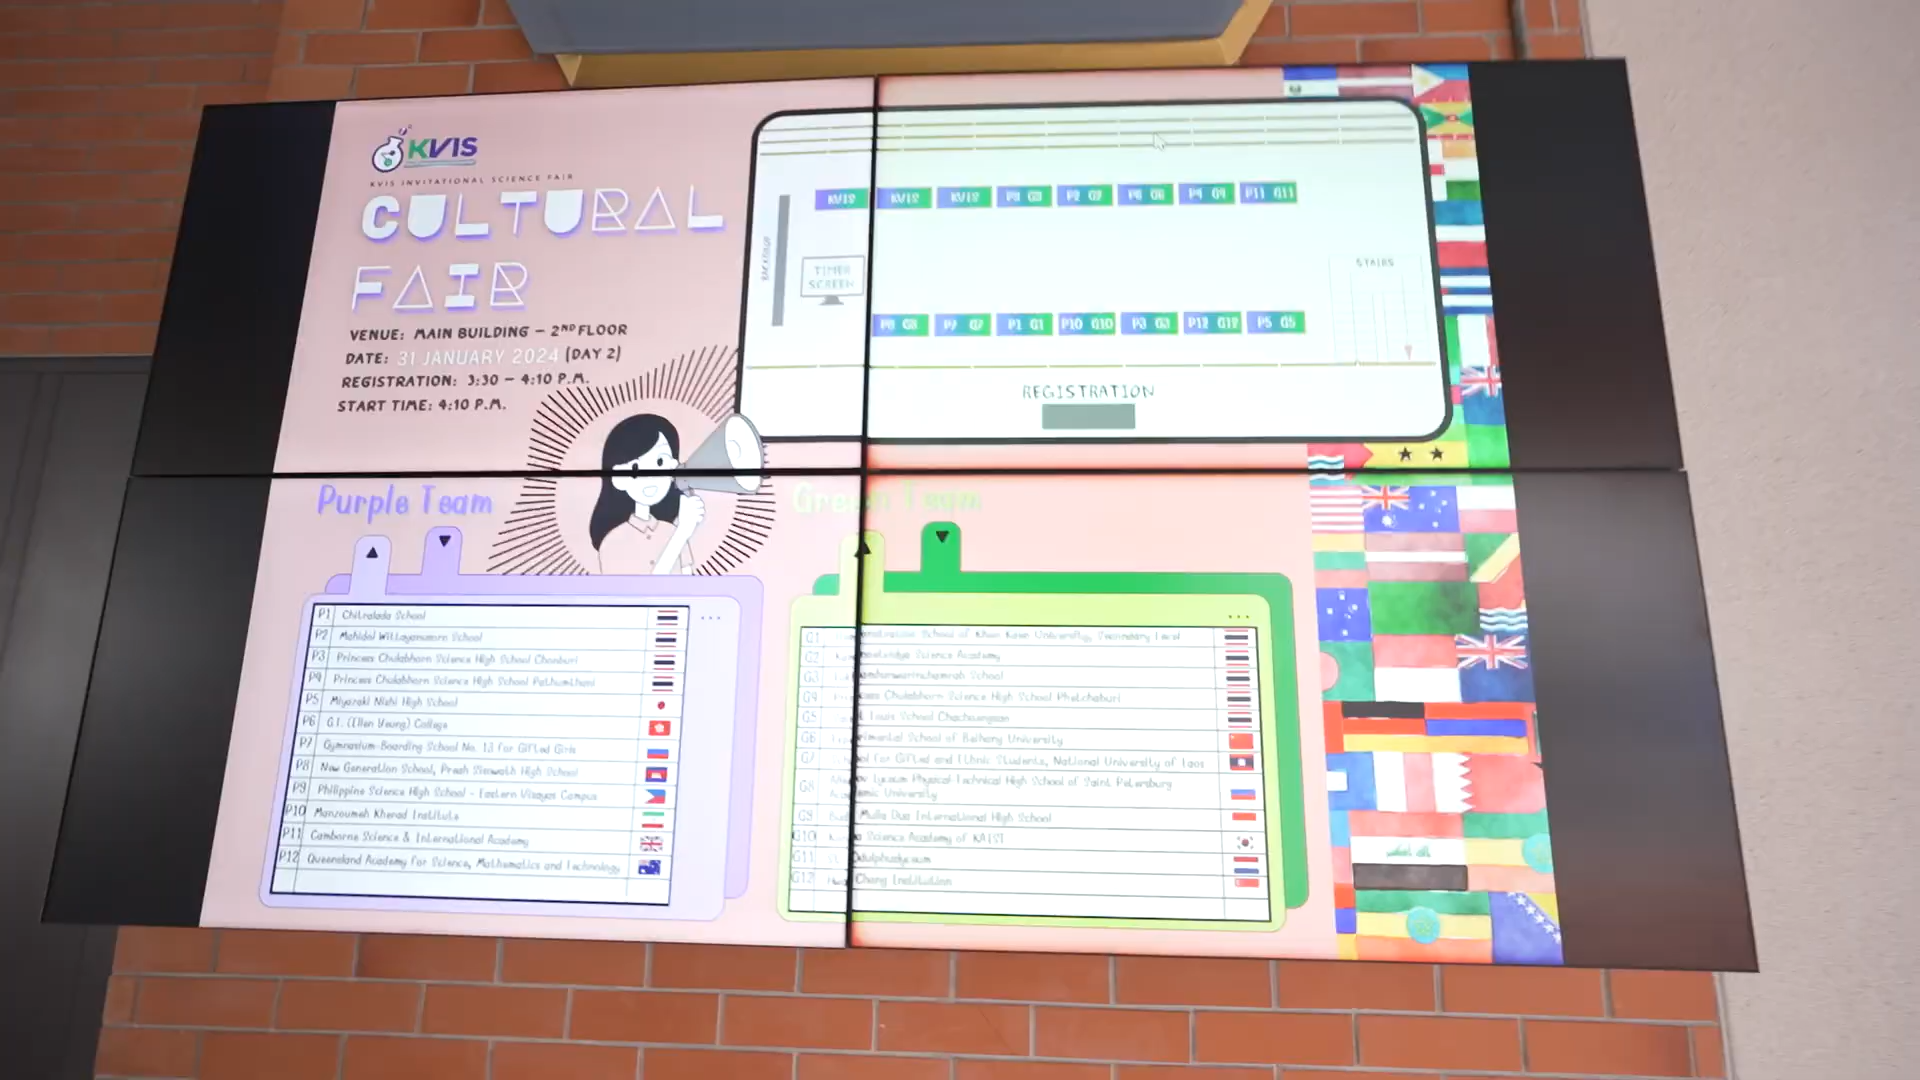 KVIS
KVIS INVITATIONAL SCIENCE FAIR
CULTURAL
FAIR
VENUE: MAIN BUILDING – 2ND FLOOR
DATE: 31 JANUARY 2024 (DAY 2)
REGISTRATION: 3:30 – 4:10 P.M.
START TIME: 4:10 P.M.
KVIS KVIS KVIS P2 G2 P6 G6 P11 G11
TIMER
SCREEN
STAIRS
P7 G7 P1 G1 P10 G10 P3 G3 P12 G12 P5 G5
REGISTRATION
Purple Team
P1 Chitralada School
P2 Mahidol Wittayanusorn School
P3 Princess Chulabhorn Science High School Chonburi
P4 Princess Chulabhorn Science High School Pathumthani
P5 Miyazaki Nishi High School
P6 G.T. (Ellen Yeung) College
P7 Gymnasium-Boarding School No. 13 for Gifted Girls
P8 New Generation School, Preah Sisowath High School
P9 Philippine Science High School - Eastern Visayas Campus
P10 Manzoumeh Kherad Institute
P11 Camborne Science & International Academy
P12 Queensland Academy for Science, Mathematics and Technology
Green Team
G1 School of Khon Kaen University, Secondary Level
G2 Science Academy
G3 School
G4 Chulabhorn Science High School Phetchaburi
G5 Louis School Chachoengsao
G6 School of Beihang University
G7 for Gifted and Ethnic Students, National University of Laos
G8 Lyceum Physical-Technical High School of Saint Petersburg
University
G9 Mulia Dua International High School
G10 Science Academy of KAIST
G11
G12 Chong Institution